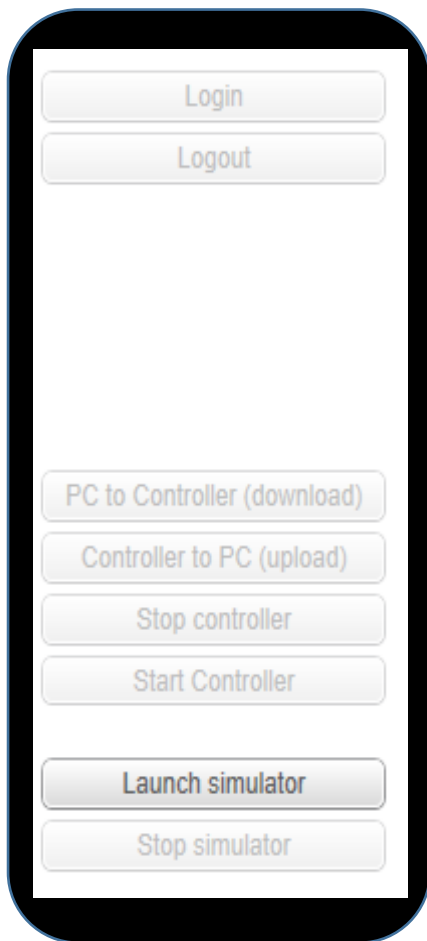 Login
Logout
PC to Controller (download)
Controller to PC (upload)
Stop controller
Start Controller
Launch simulator
Stop simulator